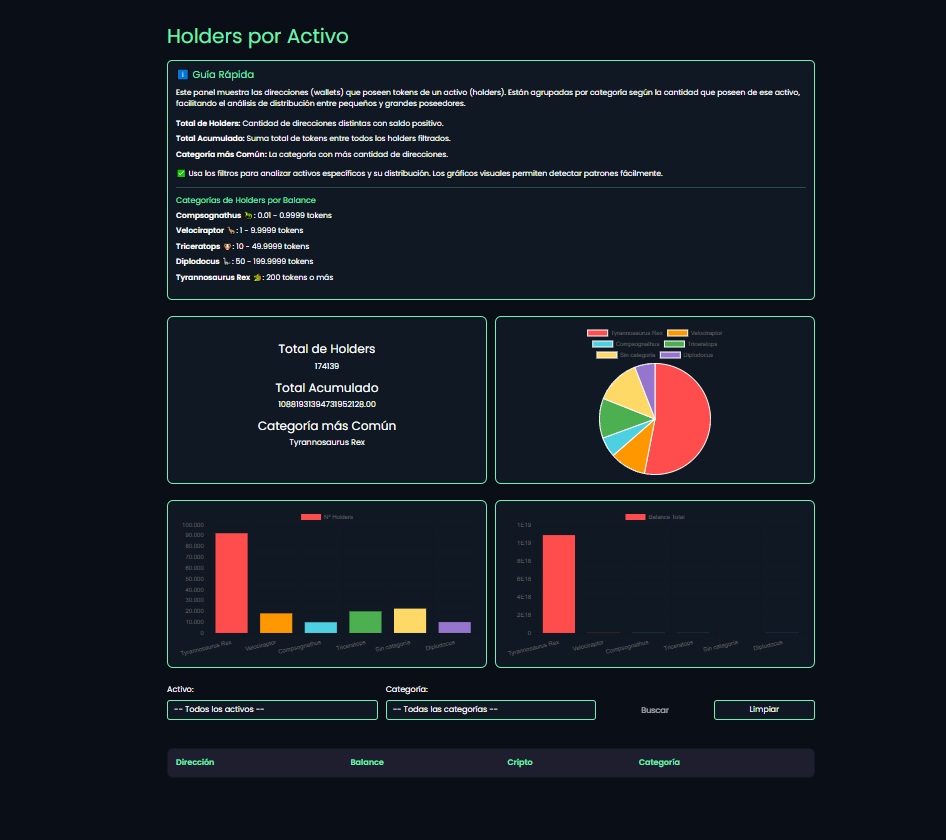 Holders por Activo
Guía Rápida
Este panel muestra las direcciones (wallets) que poseen tokens de un activo (holders). Están agrupadas por categoría según la cantidad que poseen de ese activo,
facilitando el análisis de distribución entre pequeños y grandes poseedores.
Total de Holders: Cantidad de direcciones distintas con saldo positivo.
Total Acumulado: Suma total de tokens entre todos los holders filtrados.
Categoría más Común: La categoría con más cantidad de direcciones.
✅ Usa los filtros para analizar activos específicos y su distribución. Los gráficos visuales permiten detectar patrones fácilmente.
Categorías de Holders por Balance
Compsognathus 🦎: 0.01 - 0.9999 tokens
Velociraptor 🦖: 1 - 9.9999 tokens
Triceratops : 10 - 49.9999 tokens
Diplodocus 🦕: 50 - 199.9999 tokens
Tyrannosaurus Rex 🐲: 200 tokens o más
Total de Holders
174139
Total Acumulado
10881931394731952128.00
Categoría más Común
Tyrannosaurus Rex
Tyrannosaurus Rex Velociraptor
Compsognathus Triceratops
Sin categoría Diplodocus
Nº Holders
100.000
90.000
80.000
70.000
60.000
50.000
40.000
30.000
20.000
10.000
0
Tyrannosaurus Rex Velociraptor Compsognathus Triceratops Sin categoría Diplodocus
Balance Total
1E19
1E19
8E18
6E18
4E18
2E18
0
Tyrannosaurus Rex Velociraptor Compsognathus Triceratops Sin categoría Diplodocus
Activo: Categoría:
-- Todos los activos -- -- Todas las categorías -- Buscar Limpiar
Dirección Balance Cripto Categoría